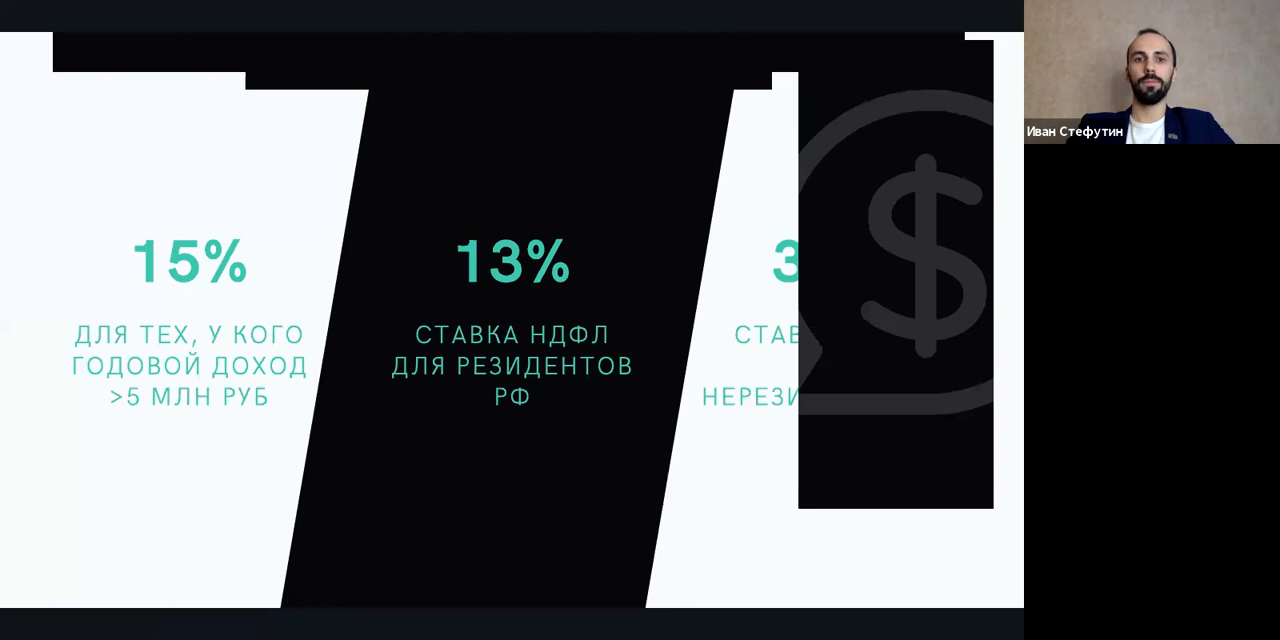 15%
ДЛЯ ТЕХ, У КОГО
ГОДОВОЙ ДОХОД
>5 МЛН РУБ
13%
СТАВКА НДФЛ
ДЛЯ РЕЗИДЕНТОВ
РФ
Иван Стефутин